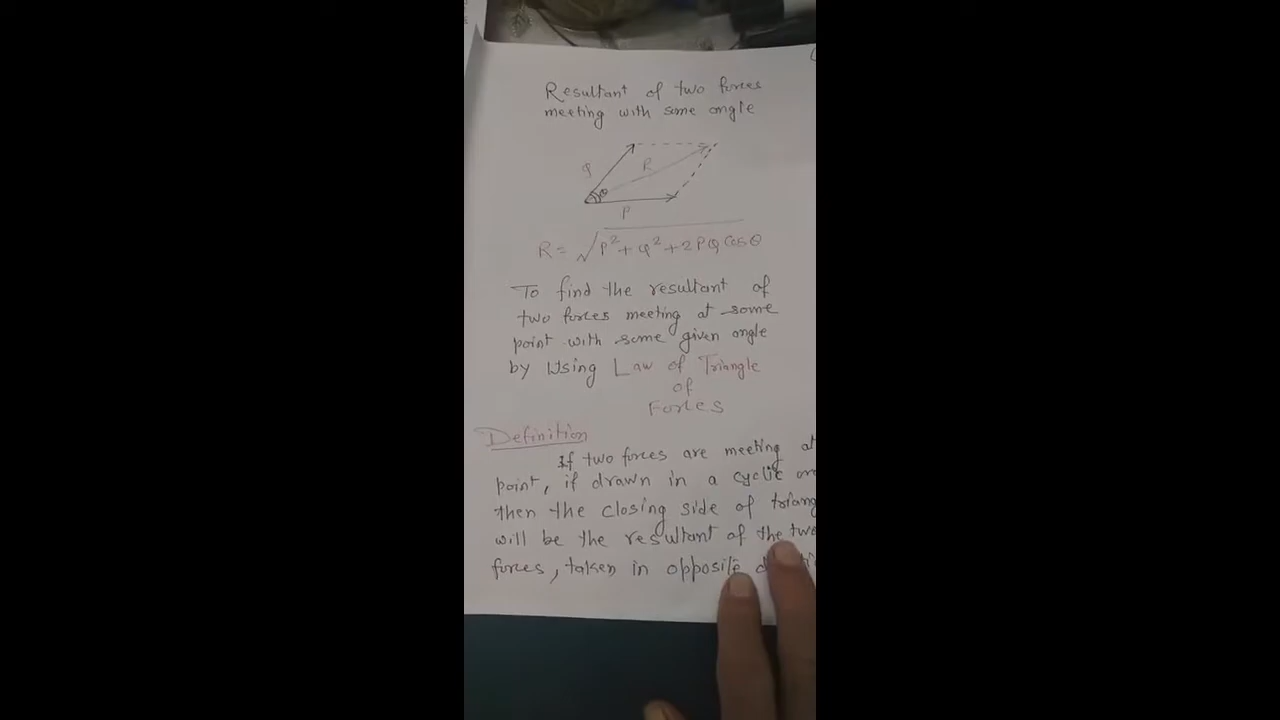 Resultant of two forces
meeting with some angle
Q
R
θ
P
R = √P²+Q²+2PQ Cos θ
To find the resultant of
two forces meeting at some
point with some given angle
by Using Law of Triangle
of
Forces
Definition
If two forces are meeting at
point, if drawn in a cyclic
then the closing side of
will be the resultant of the two
forces, taken in opposite